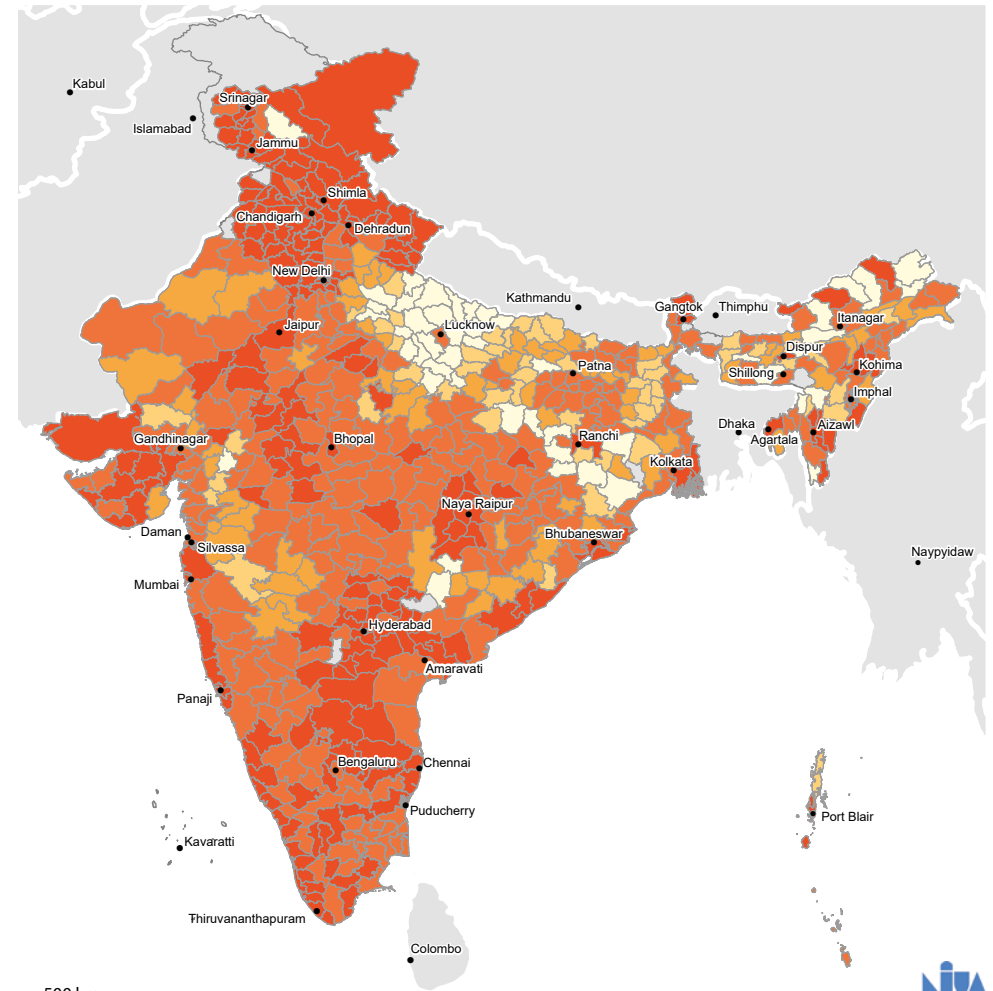 Kabul
Srinagar
Islamabad
Jammu
Shimla
Chandigarh
Dehradun
New Delhi
Kathmandu
Gangtok
Thimphu
Itanagar
Jaipur
Lucknow
Dispur
Patna
Shillong
Kohima
Imphal
Gandhinagar
Bhopal
Ranchi
Dhaka
Aizawl
Agartala
Kolkata
Naya Raipur
Daman
Silvassa
Bhubaneswar
Naypyidaw
Mumbai
Hyderabad
Amaravati
Panaji
Bengaluru
Chennai
Puducherry
Port Blair
Kavaratti
Thiruvananthapuram
Colombo
NIUA